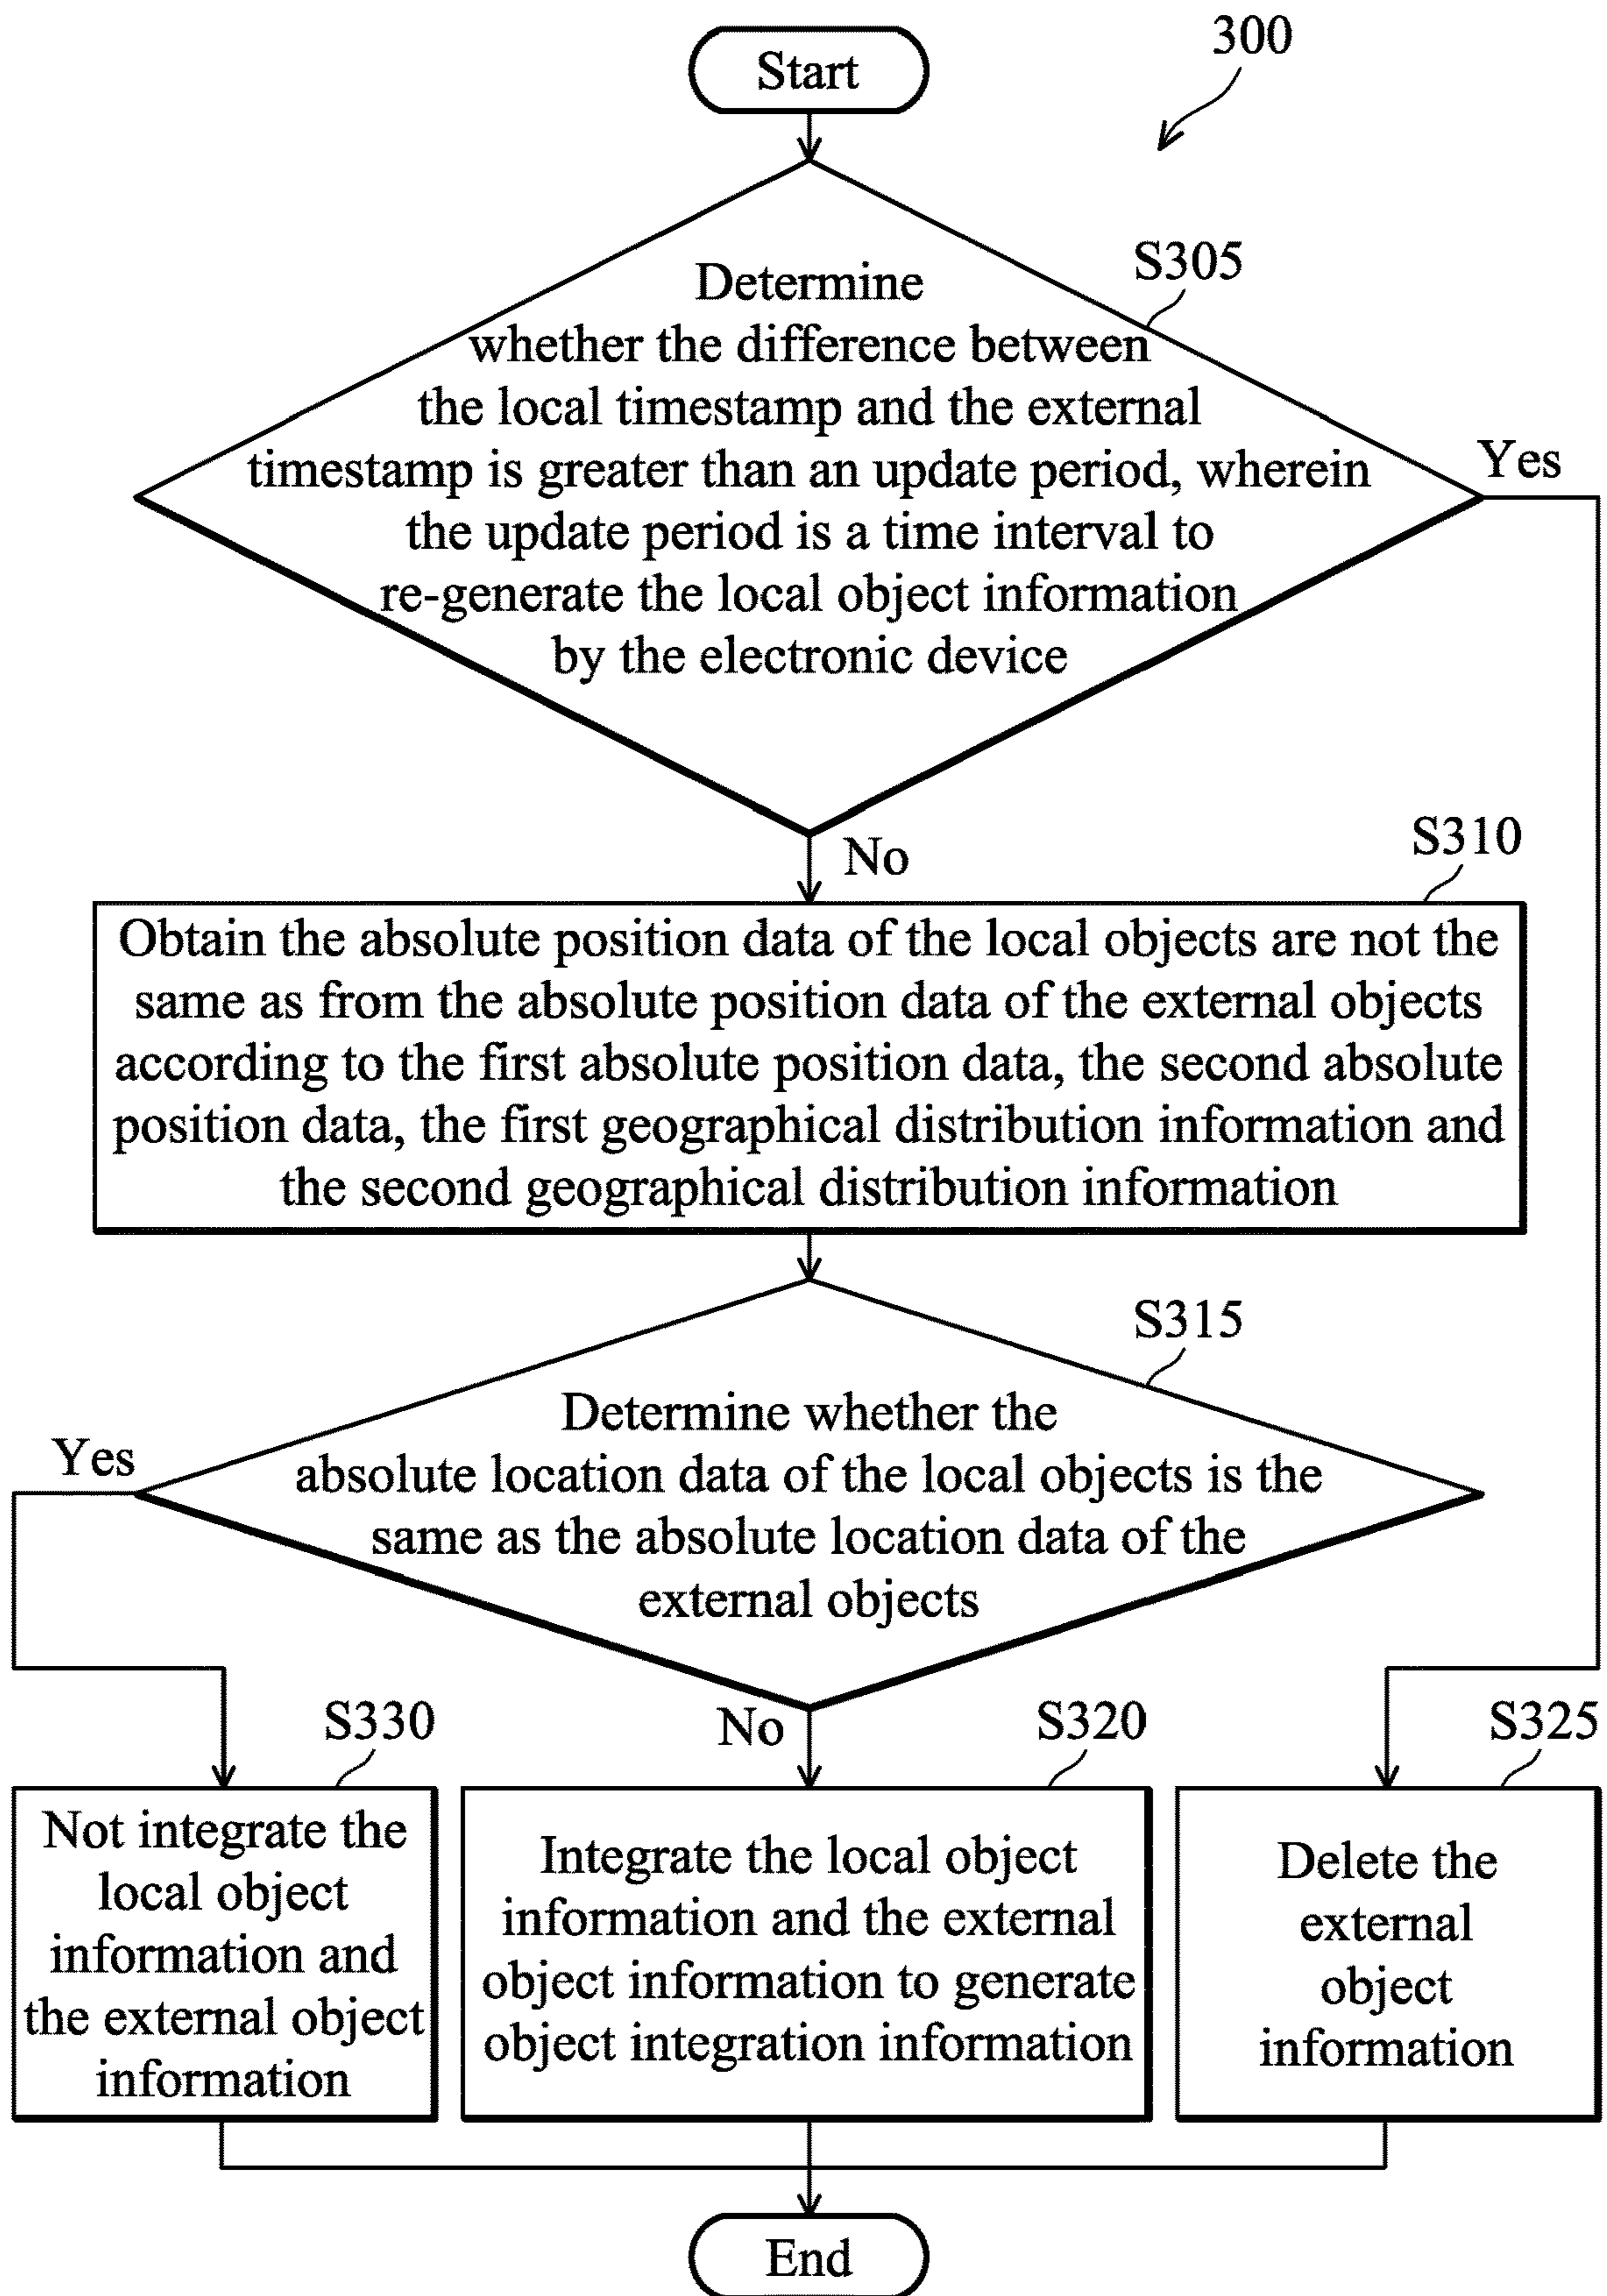 300
Start
S305
Determine
whether the difference between
the local timestamp and the external
timestamp is greater than an update period, wherein
the update period is a time interval to
re-generate the local object information
by the electronic device
Yes
No
S310
Obtain the absolute position data of the local objects are not the
same as from the absolute position data of the external objects
according to the first absolute position data, the second absolute
position data, the first geographical distribution information and
the second geographical distribution information
S315
Determine whether the
absolute location data of the local objects is the
same as the absolute location data of the
external objects
Yes
No
S330
Not integrate the
local object
information and
the external object
information
S320
Integrate the local object
information and the external
object information to generate
object integration information
S325
Delete the
external
object
information
End